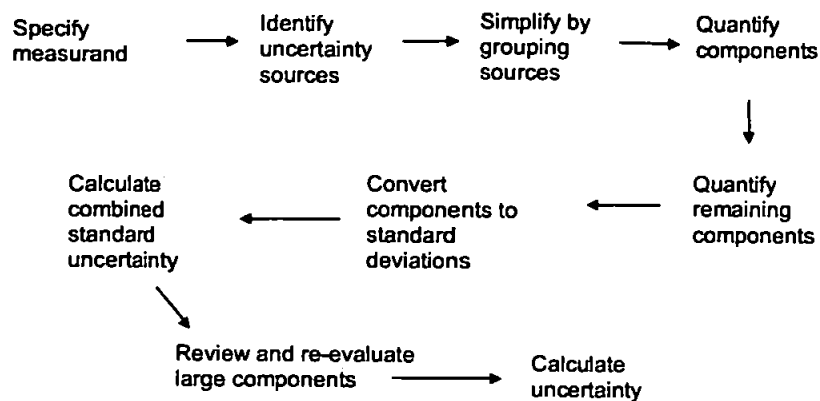 Specify
measurand
Identify
uncertainty
sources
Simplify by
grouping
sources
Quantify
components
Quantify
remaining
components
Convert
components to
standard
deviations
Calculate
combined
standard
uncertainty
Review and re-evaluate
large components
Calculate
uncertainty